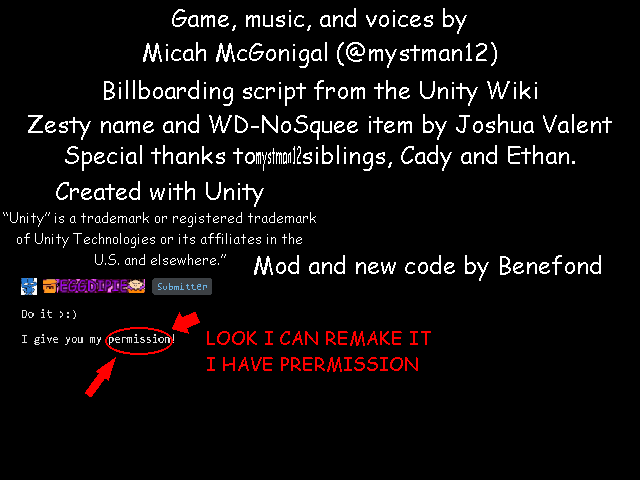 Game, music, and voices by
Micah McGonigal (@mystman12)
Billboarding script from the Unity Wiki
Zesty name and WD-NoSquee item by Joshua Valent
Special thanks to mystman12 siblings, Cady and Ethan.
Created with Unity
“Unity” is a trademark or registered trademark
of Unity Technologies or its affiliates in the
U.S. and elsewhere.”
Mod and new code by Benefond
EGGDIPIE Submitter
Do it >:)
I give you my permission!
LOOK I CAN REMAKE IT
I HAVE PRERMISSION